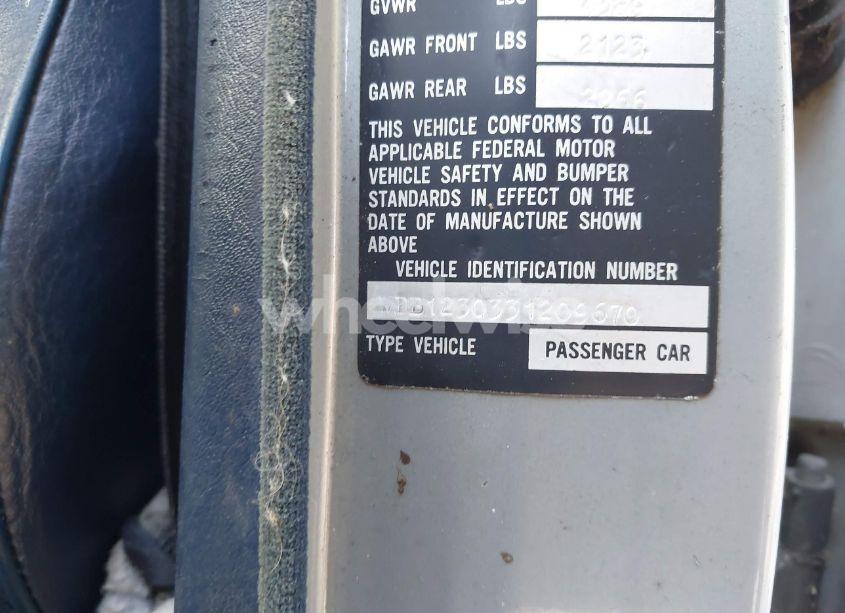 GVWR LBS
GAWR FRONT LBS 2123
GAWR REAR LBS
THIS VEHICLE CONFORMS TO ALL
APPLICABLE FEDERAL MOTOR
VEHICLE SAFETY AND BUMPER
STANDARDS IN EFFECT ON THE
DATE OF MANUFACTURE SHOWN
ABOVE
VEHICLE IDENTIFICATION NUMBER
TYPE VEHICLE PASSENGER CAR